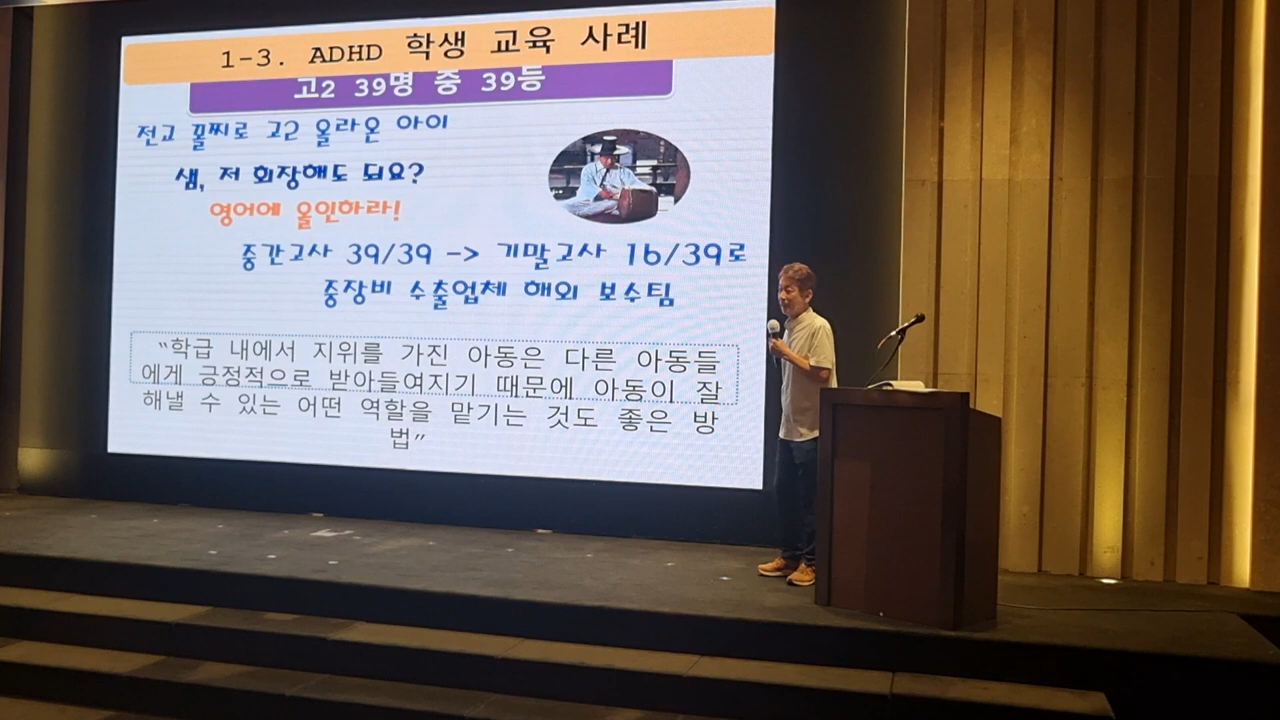 1-3. ADHD 학생 교육 사례
고2 39명 중 39등
전교 꼴찌로 고2 올라온 아이
샘, 저 회장해도 되요?
영어에 올인하라!
중간고사 39/39 -> 기말고사 16/39로
중장비 수출업체 해외 보수팀
“학급 내에서 지위를 가진 아동은 다른 아동들
에게 긍정적으로 받아들여지기 때문에 아동이 잘
해낼 수 있는 어떤 역할을 맡기는 것도 좋은 방
법”